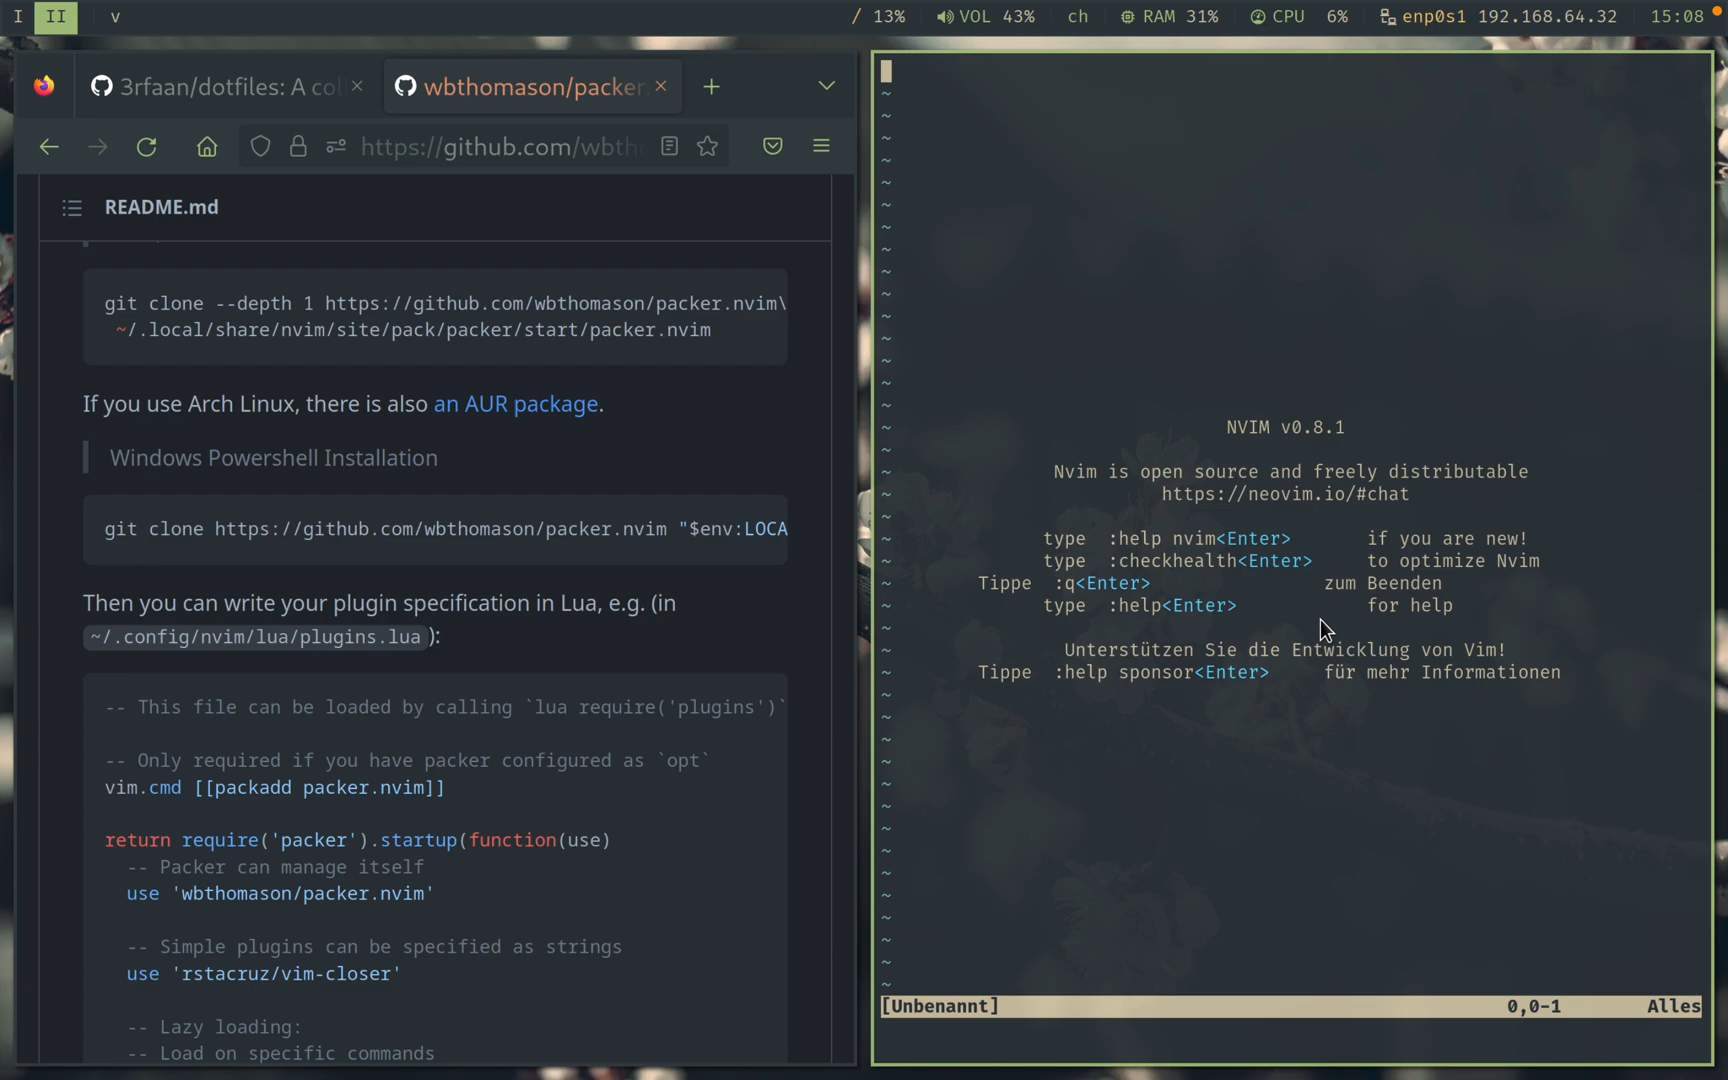 I II v / 13% VOL 43% ch RAM 31% CPU 6% enp0s1 192.168.64.32 15:08
3rfaan/dotfiles: A col × wbthomason/packer. × +
https://github.com/wbth
README.md
git clone --depth 1 https://github.com/wbthomason/packer.nvim\
~/.local/share/nvim/site/pack/packer/start/packer.nvim
If you use Arch Linux, there is also an AUR package.
Windows Powershell Installation
git clone https://github.com/wbthomason/packer.nvim "$env:LOCA
Then you can write your plugin specification in Lua, e.g. (in
~/.config/nvim/lua/plugins.lua ):
-- This file can be loaded by calling `lua require('plugins')`
-- Only required if you have packer configured as `opt`
vim.cmd [[packadd packer.nvim]]
return require('packer').startup(function(use)
-- Packer can manage itself
use 'wbthomason/packer.nvim'
-- Simple plugins can be specified as strings
use 'rstacruz/vim-closer'
-- Lazy loading:
-- Load on specific commands
NVIM v0.8.1
Nvim is open source and freely distributable
https://neovim.io/#chat
type :help nvim<Enter> if you are new!
type :checkhealth<Enter> to optimize Nvim
Tippe :q<Enter> zum Beenden
type :help<Enter> for help
Unterstützen Sie die Entwicklung von Vim!
Tippe :help sponsor<Enter> für mehr Informationen
[Unbenannt] 0,0-1 Alles